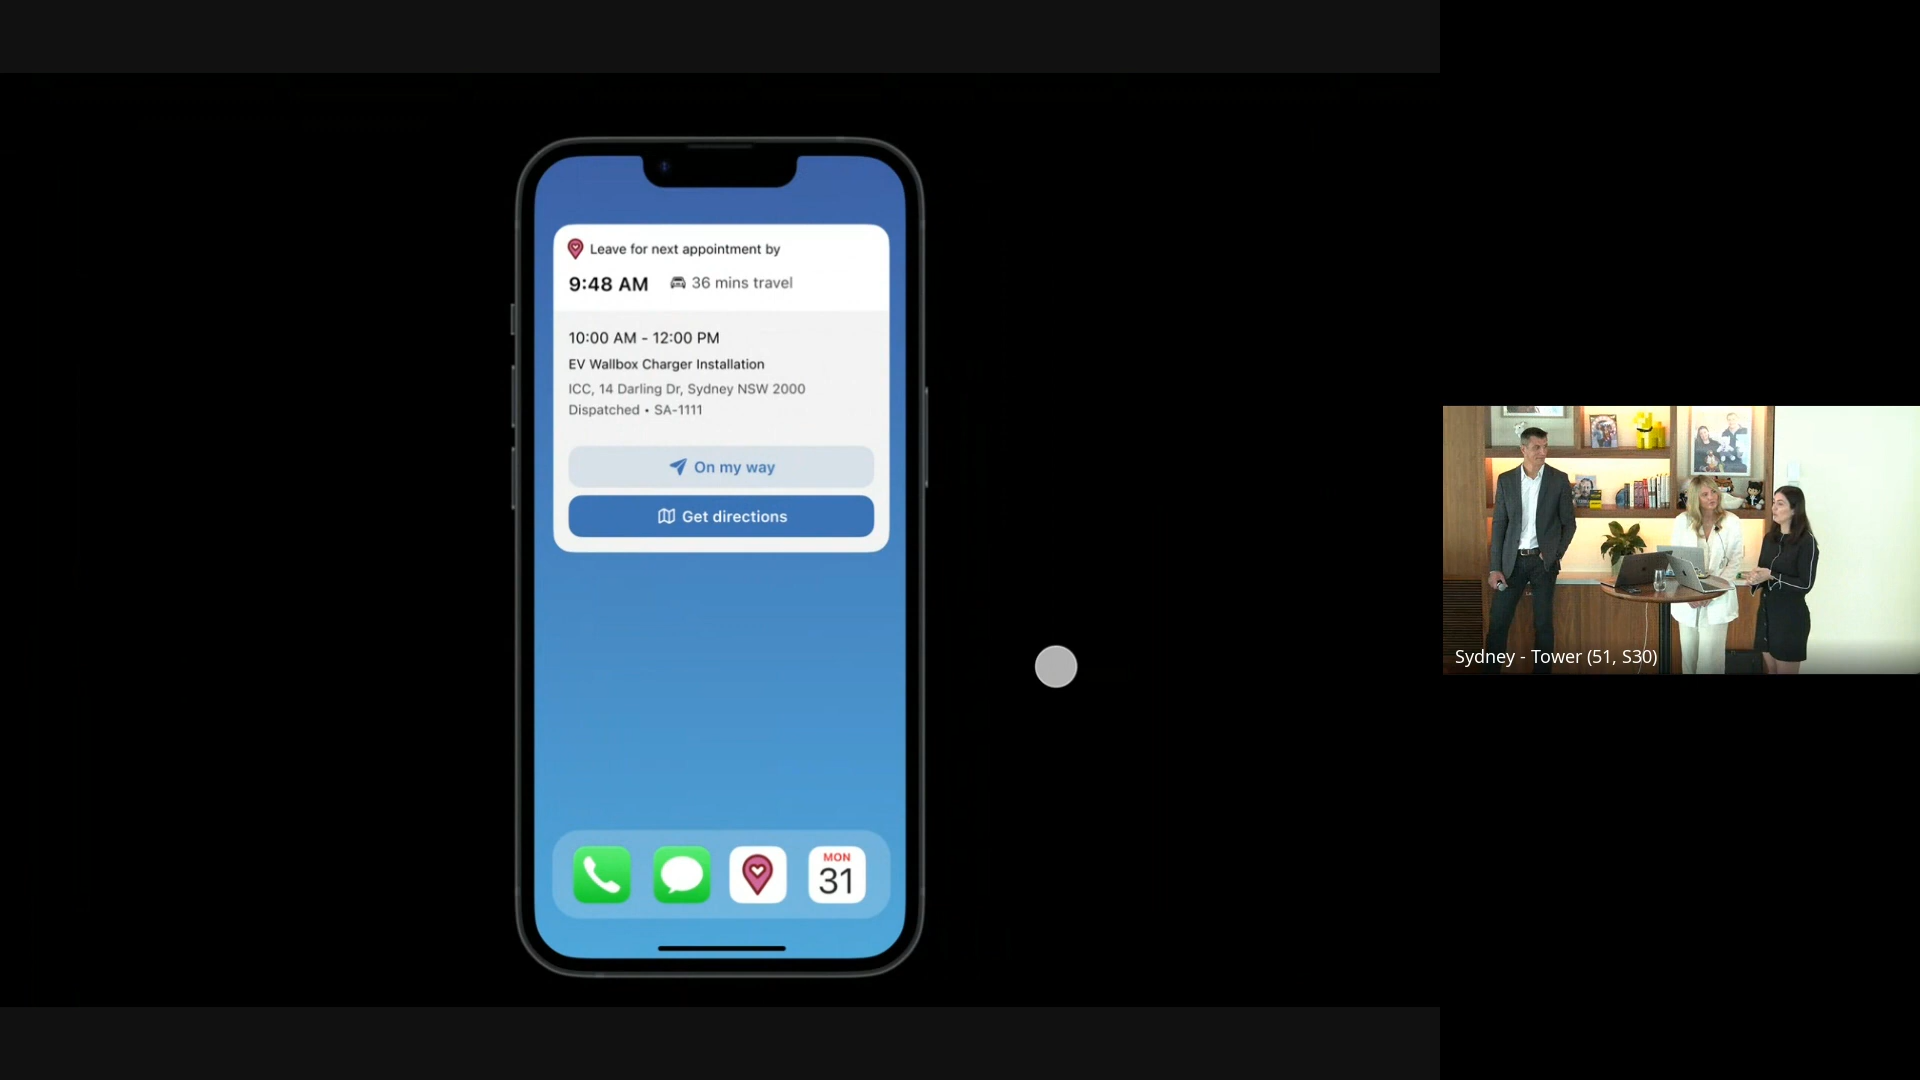 Leave for next appointment by
9:48 AM 36 mins travel
10:00 AM - 12:00 PM
EV Wallbox Charger Installation
ICC, 14 Darling Dr, Sydney NSW 2000
Dispatched • SA-1111
On my way
Get directions
MON
31
Sydney - Tower (51, S30)